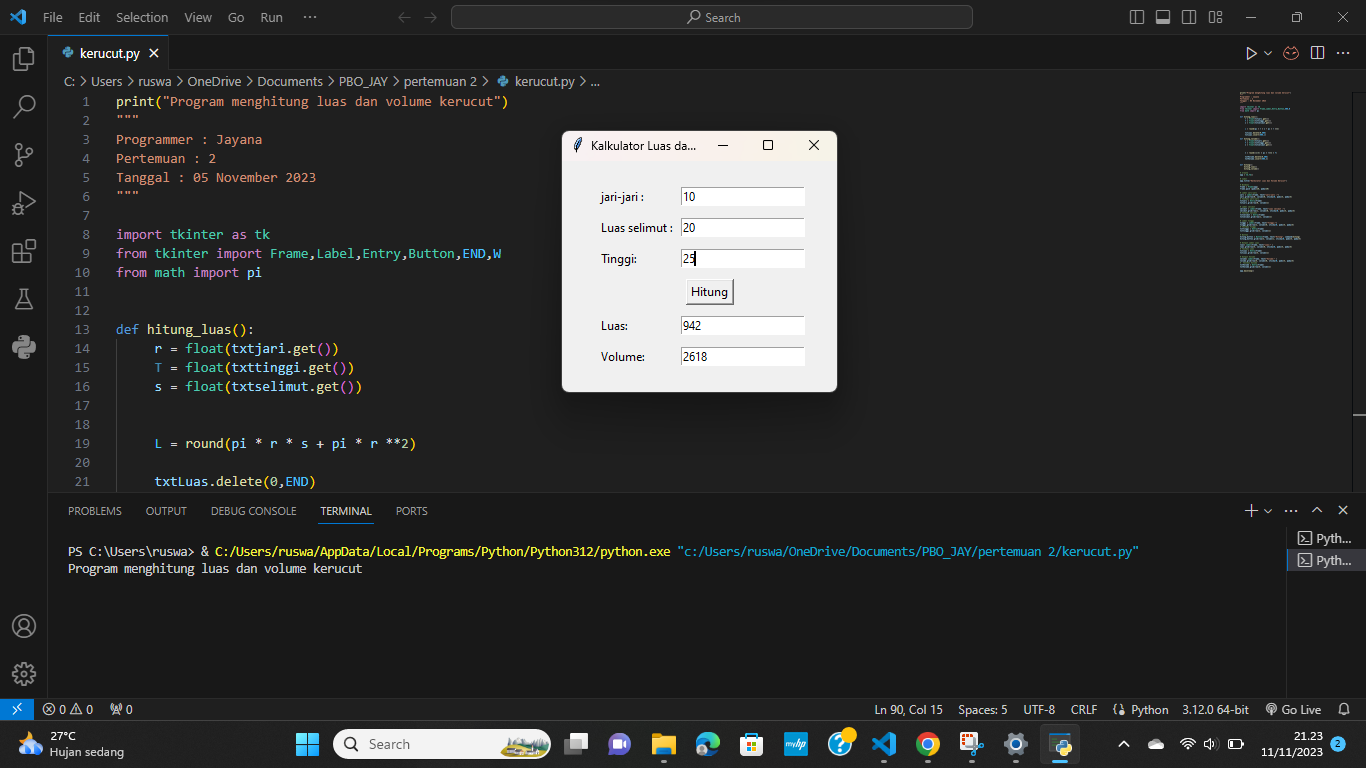 File Edit Selection View Go Run ···
Search
kerucut.py
C: > Users > ruswa > OneDrive > Documents > PBO_JAY > pertemuan 2 > kerucut.py > ...
1 print("Program menghitung luas dan volume kerucut")
2 """
3 Programmer : Jayana
4 Pertemuan : 2
5 Tanggal : 05 November 2023
6 """
7
8 import tkinter as tk
9 from tkinter import Frame,Label,Entry,Button,END,W
10 from math import pi
11
12
13 def hitung_luas():
14 r = float(txtjari.get())
15 T = float(txttinggi.get())
16 s = float(txtselimut.get())
17
18
19 L = round(pi * r * s + pi * r **2)
20
21 txtLuas.delete(0,END)
Kalkulator Luas da...
jari-jari : 10
Luas selimut : 20
Tinggi: 25
Hitung
Luas: 942
Volume: 2618
PROBLEMS OUTPUT DEBUG CONSOLE TERMINAL PORTS
PS C:\Users\ruswa> & C:/Users/ruswa/AppData/Local/Programs/Python/Python312/python.exe "c:/Users/ruswa/OneDrive/Documents/PBO_JAY/pertemuan 2/kerucut.py"
Program menghitung luas dan volume kerucut
Pyth...
Pyth...
0 0 0 Ln 90, Col 15 Spaces: 5 UTF-8 CRLF Python 3.12.0 64-bit Go Live
27°C
Hujan sedang
Search
myhp
21.23
11/11/2023
2